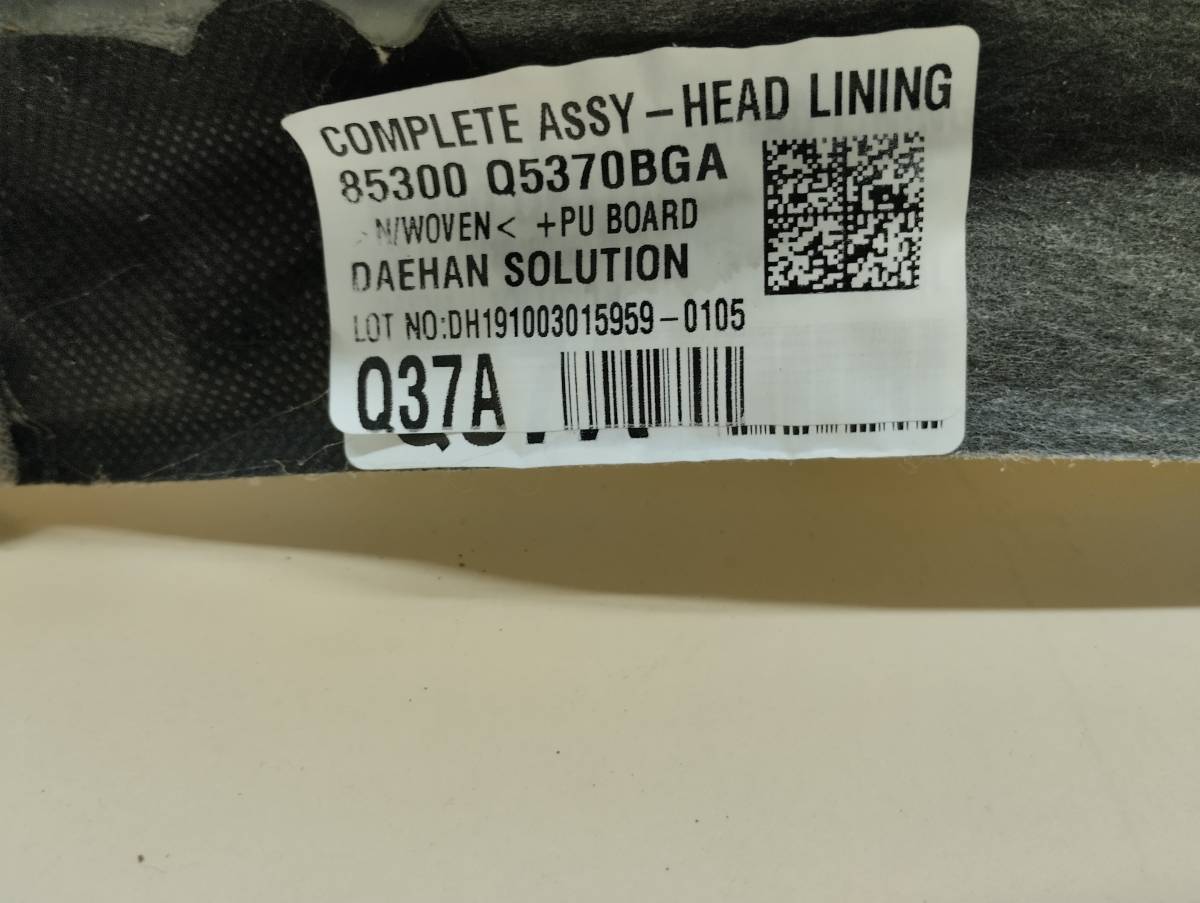 COMPLETE ASSY-HEAD LINING
85300 Q5370BGA
>N/WOVEN< +PU BOARD
DAEHAN SOLUTION
LOT NO:DH191003015959-0105
Q37A